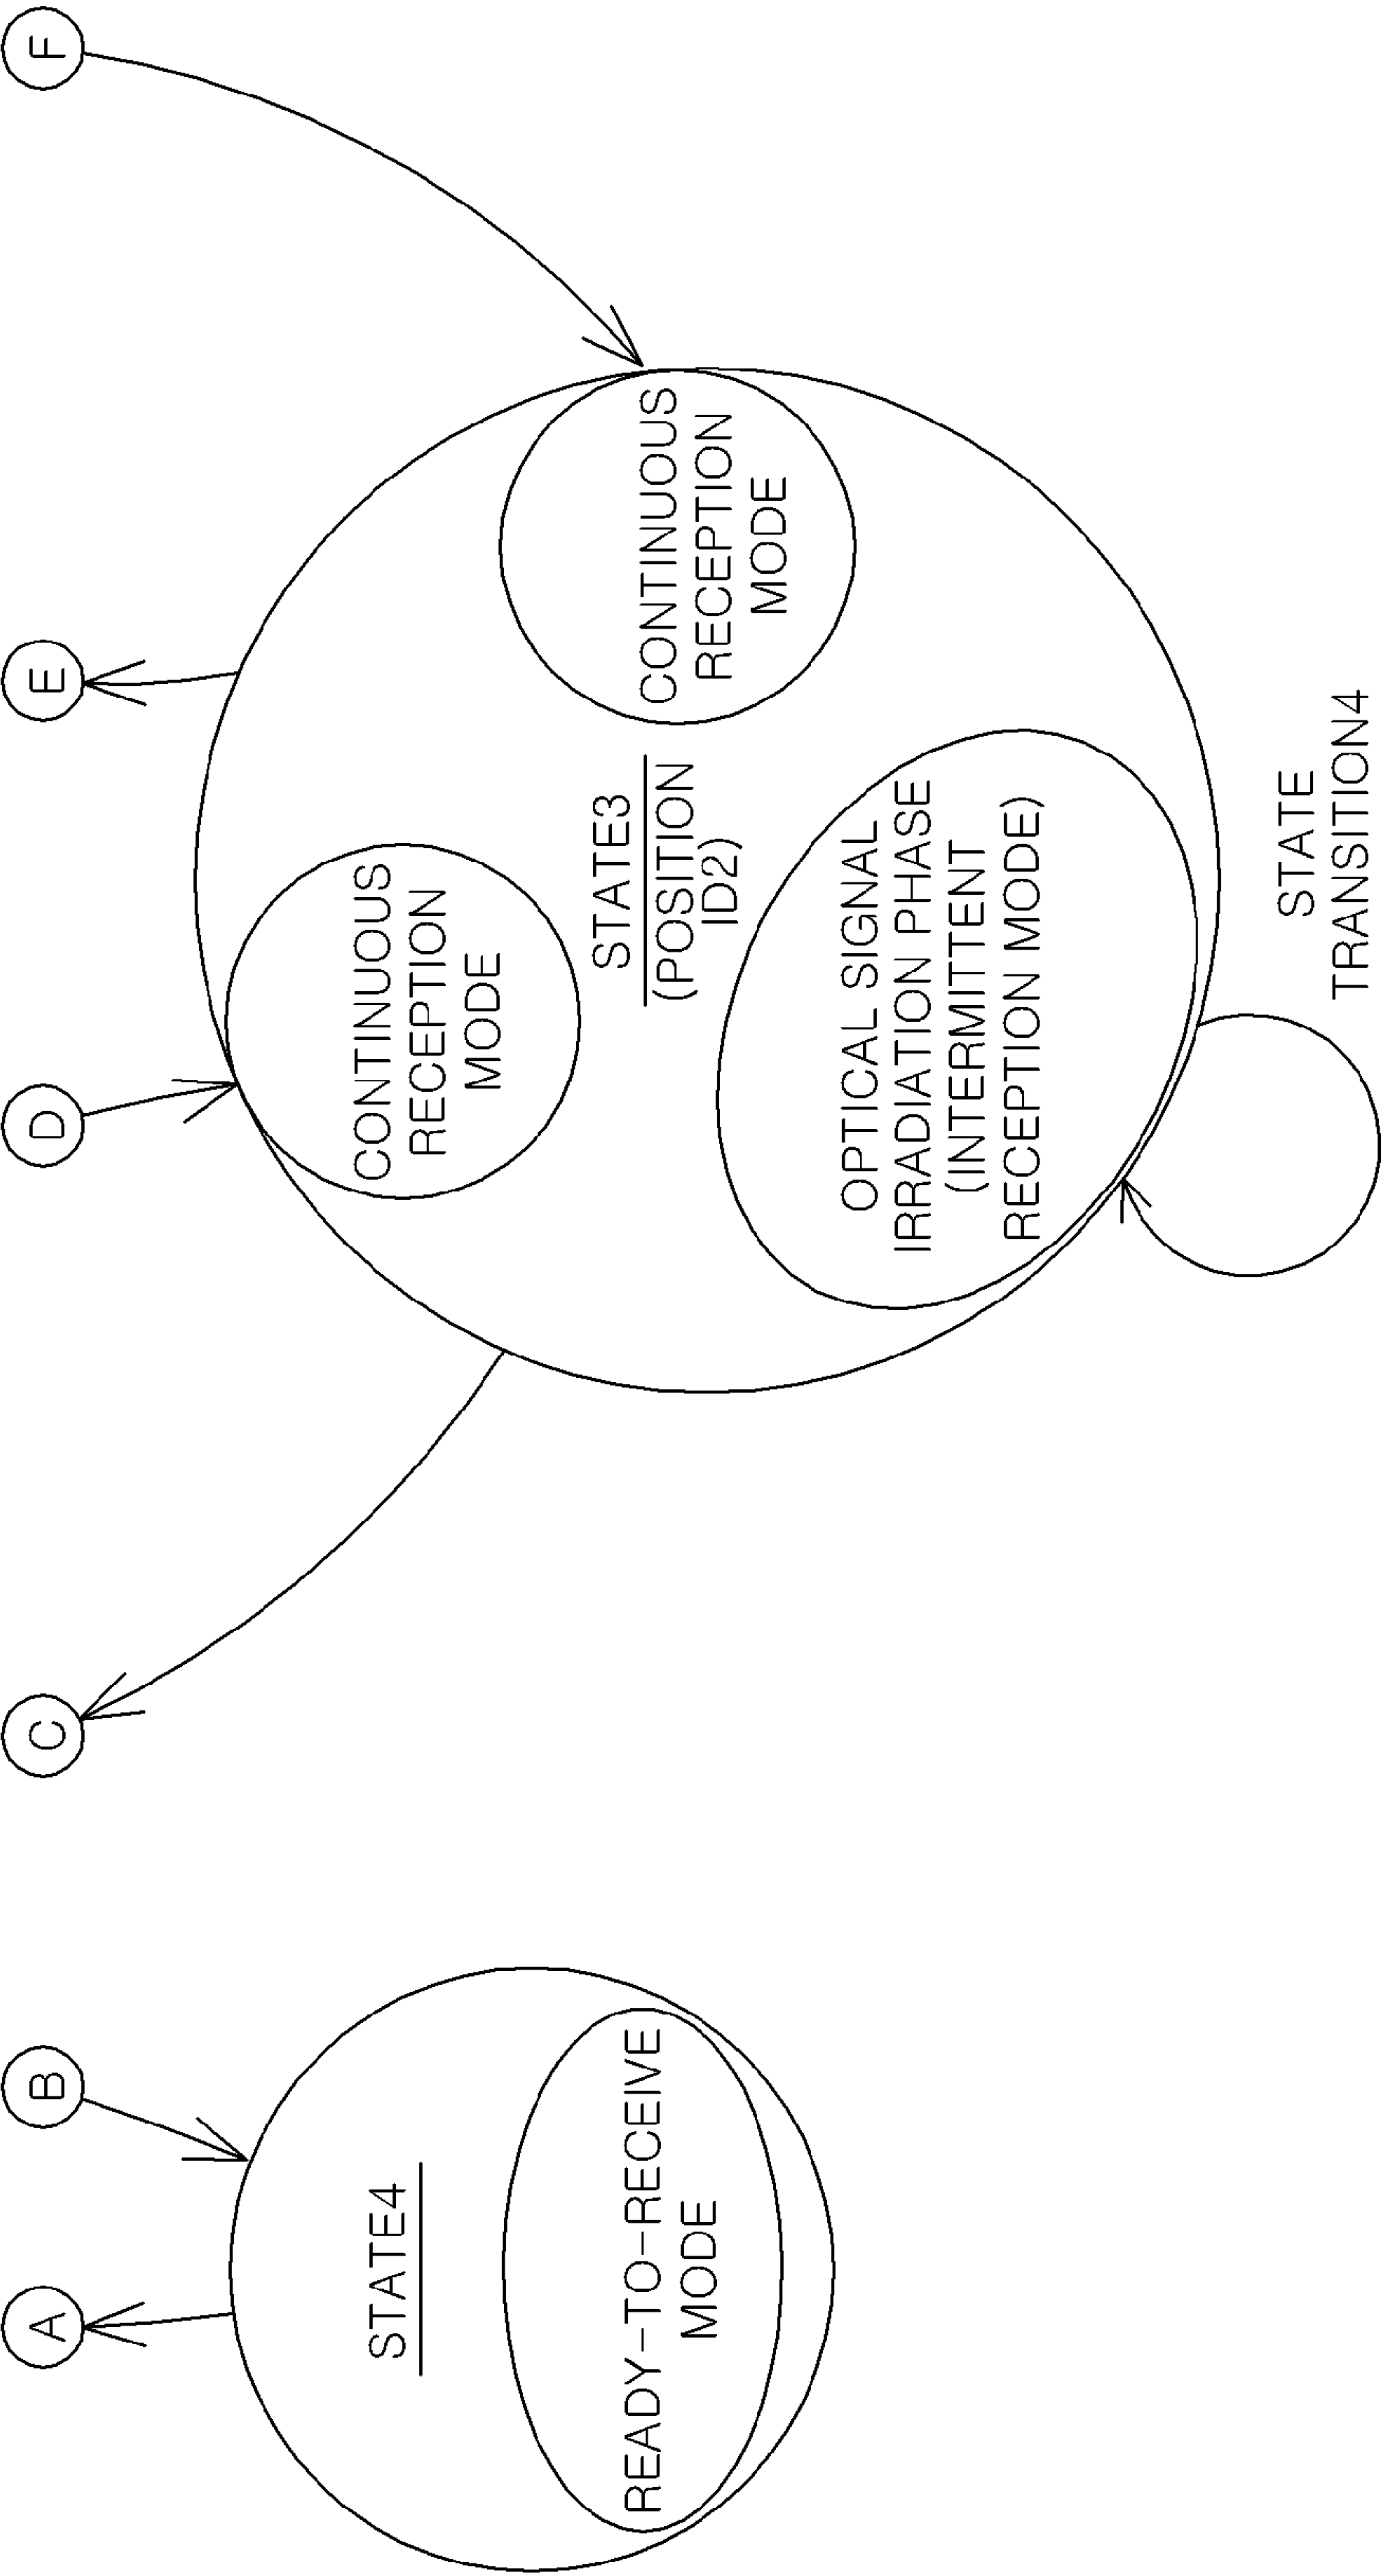 A
B
C
D
E
F
STATE4
READY-TO-RECEIVE
MODE
CONTINUOUS
RECEPTION
MODE
STATE3
(POSITION
ID2)
CONTINUOUS
RECEPTION
MODE
OPTICAL SIGNAL
IRRADIATION PHASE
(INTERMITTENT
RECEPTION MODE)
STATE
TRANSITION4